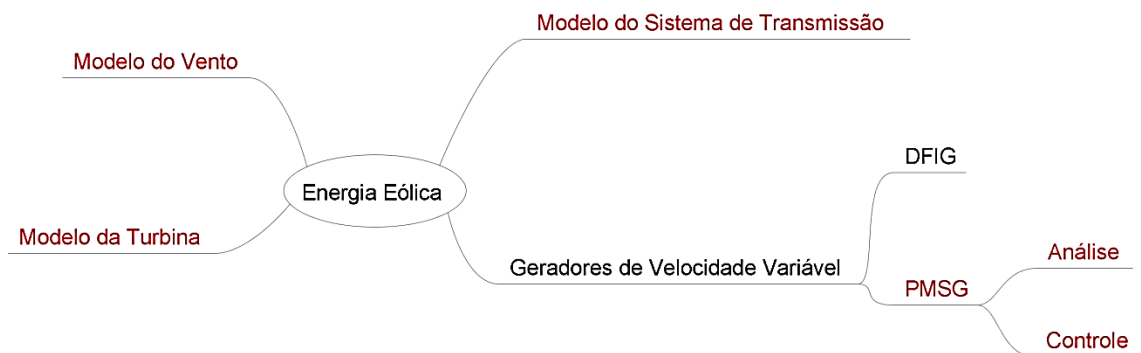 Modelo do Sistema de Transmissão
Modelo do Vento
DFIG
Energia Eólica
Modelo da Turbina
Geradores de Velocidade Variável
Análise
PMSG
Controle